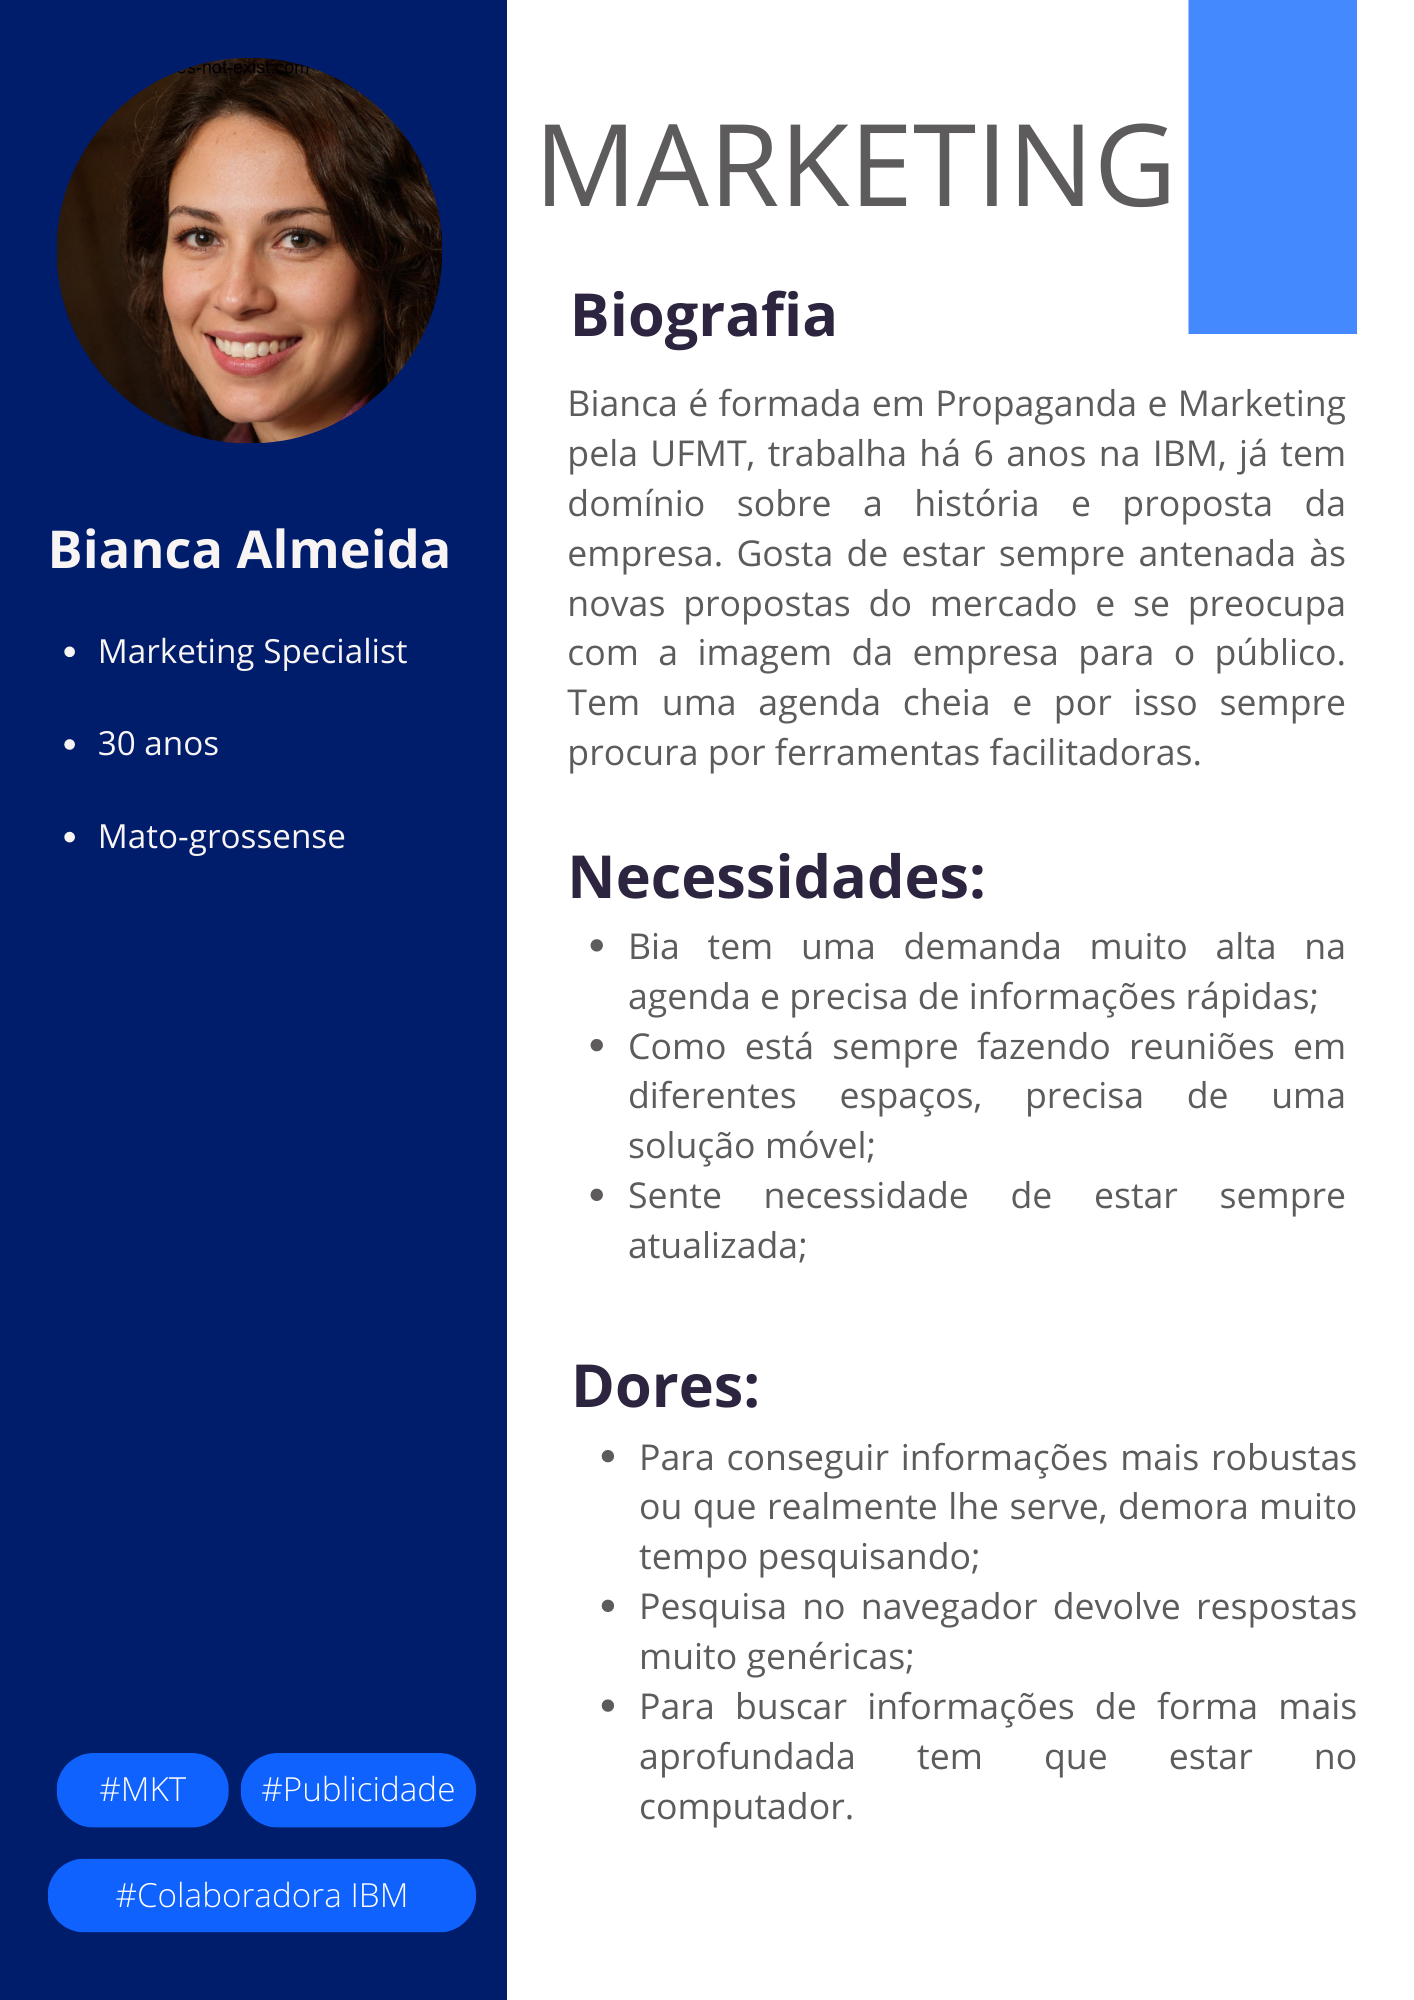 s-not-exist.com
MARKETING
Biografia
Bianca é formada em Propaganda e Marketing
pela UFMT, trabalha há 6 anos na IBM, já tem
domínio sobre a história e proposta da
empresa. Gosta de estar sempre antenada às
novas propostas do mercado e se preocupa
com a imagem da empresa para o público.
Tem uma agenda cheia e por isso sempre
procura por ferramentas facilitadoras.
Bianca Almeida
• Marketing Specialist
• 30 anos
• Mato-grossense
Necessidades:
• Bia tem uma demanda muito alta na
agenda e precisa de informações rápidas;
• Como está sempre fazendo reuniões em
diferentes espaços, precisa de uma
solução móvel;
• Sente necessidade de estar sempre
atualizada;
Dores:
• Para conseguir informações mais robustas
ou que realmente lhe serve, demora muito
tempo pesquisando;
• Pesquisa no navegador devolve respostas
muito genéricas;
• Para buscar informações de forma mais
aprofundada tem que estar no
computador.
#MKT
#Publicidade
#Colaboradora IBM